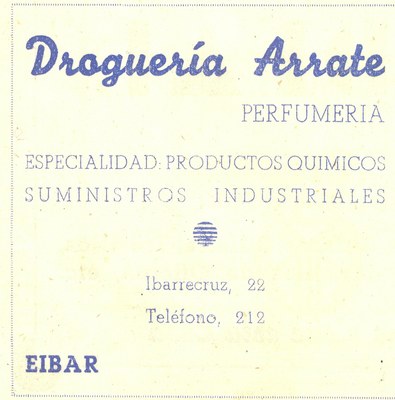 Droguería Arrate
PERFUMERIA
ESPECIALIDAD: PRODUCTOS QUIMICOS
SUMINISTROS INDUSTRIALES
Ibarrecruz, 22
Teléfono, 212
EIBAR